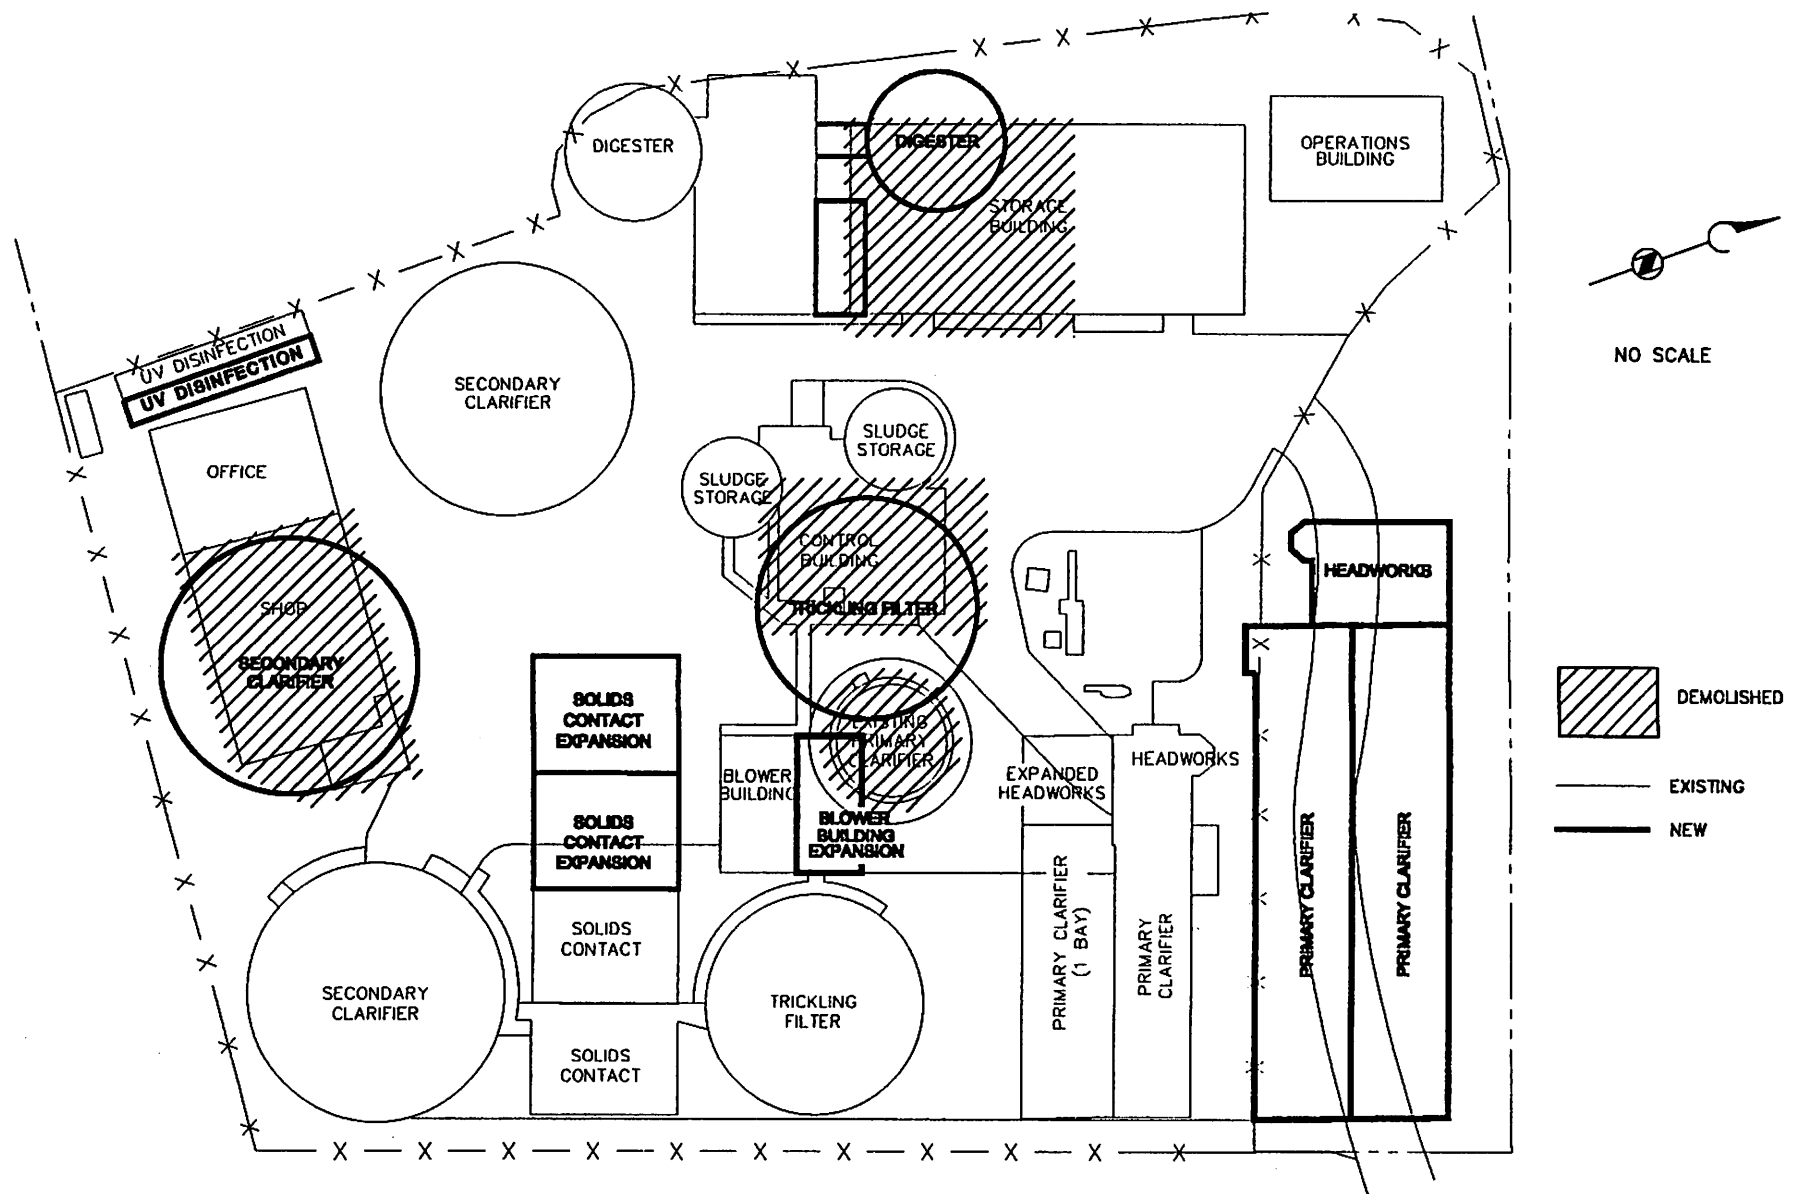 DIGESTER
DIGESTER
OPERATIONS
BUILDING
STORAGE
BUILDING
UV DISINFECTION
UV DISINFECTION
NO SCALE
SECONDARY
CLARIFIER
OFFICE
SLUDGE
STORAGE
SLUDGE
STORAGE
CONTROL
BUILDING
TRICKLING FILTER
HEADWORKS
SHOP
SECONDARY
CLARIFIER
SOLIDS
CONTACT
EXPANSION
EXISTING
PRIMARY
CLARIFIER
DEMOLISHED
BLOWER
BUILDING
EXPANDED
HEADWORKS
HEADWORKS
EXISTING
NEW
SOLIDS
CONTACT
EXPANSION
BLOWER
BUILDING
EXPANSION
PRIMARY CLARIFIER
PRIMARY CLARIFIER
SOLIDS
CONTACT
PRIMARY CLARIFIER
(1 BAY)
PRIMARY
CLARIFIER
SECONDARY
CLARIFIER
TRICKLING
FILTER
SOLIDS
CONTACT